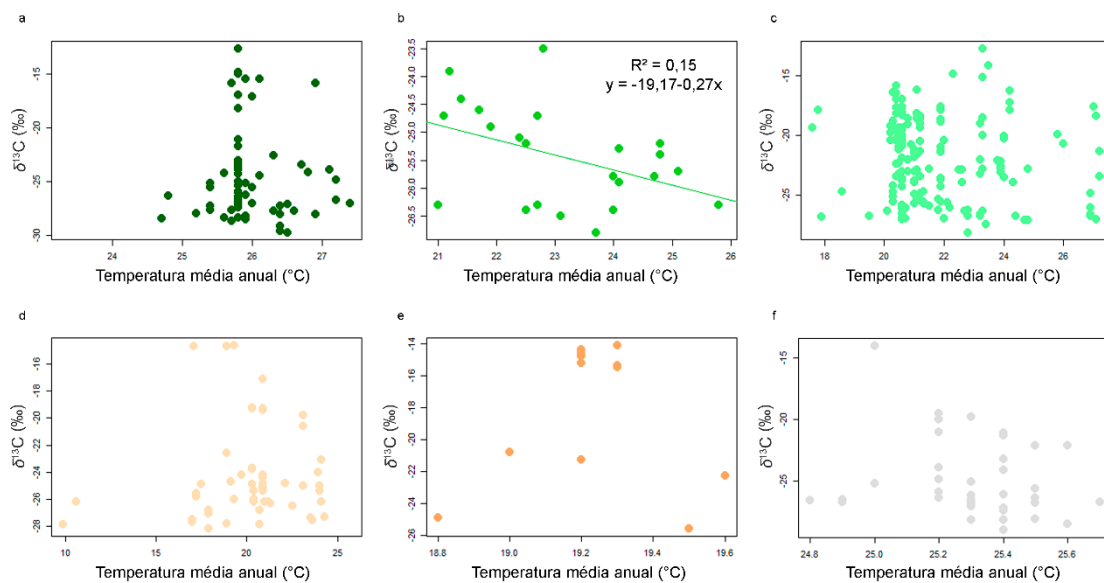 a
-15
-20
-25
-30
δ¹³C (‰)
24 25 26 27
Temperatura média anual (°C)
b
R² = 0,15
y = -19,17-0,27x
-23.5
-24.0
-24.5
-25.0
-25.5
-26.0
-26.5
δ¹³C (‰)
21 22 23 24 25 26
Temperatura média anual (°C)
c
-15
-20
-25
δ¹³C (‰)
18 20 22 24 26
Temperatura média anual (°C)
d
-16
-18
-20
-22
-24
-26
-28
δ¹³C (‰)
10 15 20 25
Temperatura média anual (°C)
e
-14
-16
-18
-20
-22
-24
-26
δ¹³C (‰)
18.8 19.0 19.2 19.4 19.6
Temperatura média anual (°C)
f
-15
-20
-25
δ¹³C (‰)
24.8 25.0 25.2 25.4 25.6
Temperatura média anual (°C)